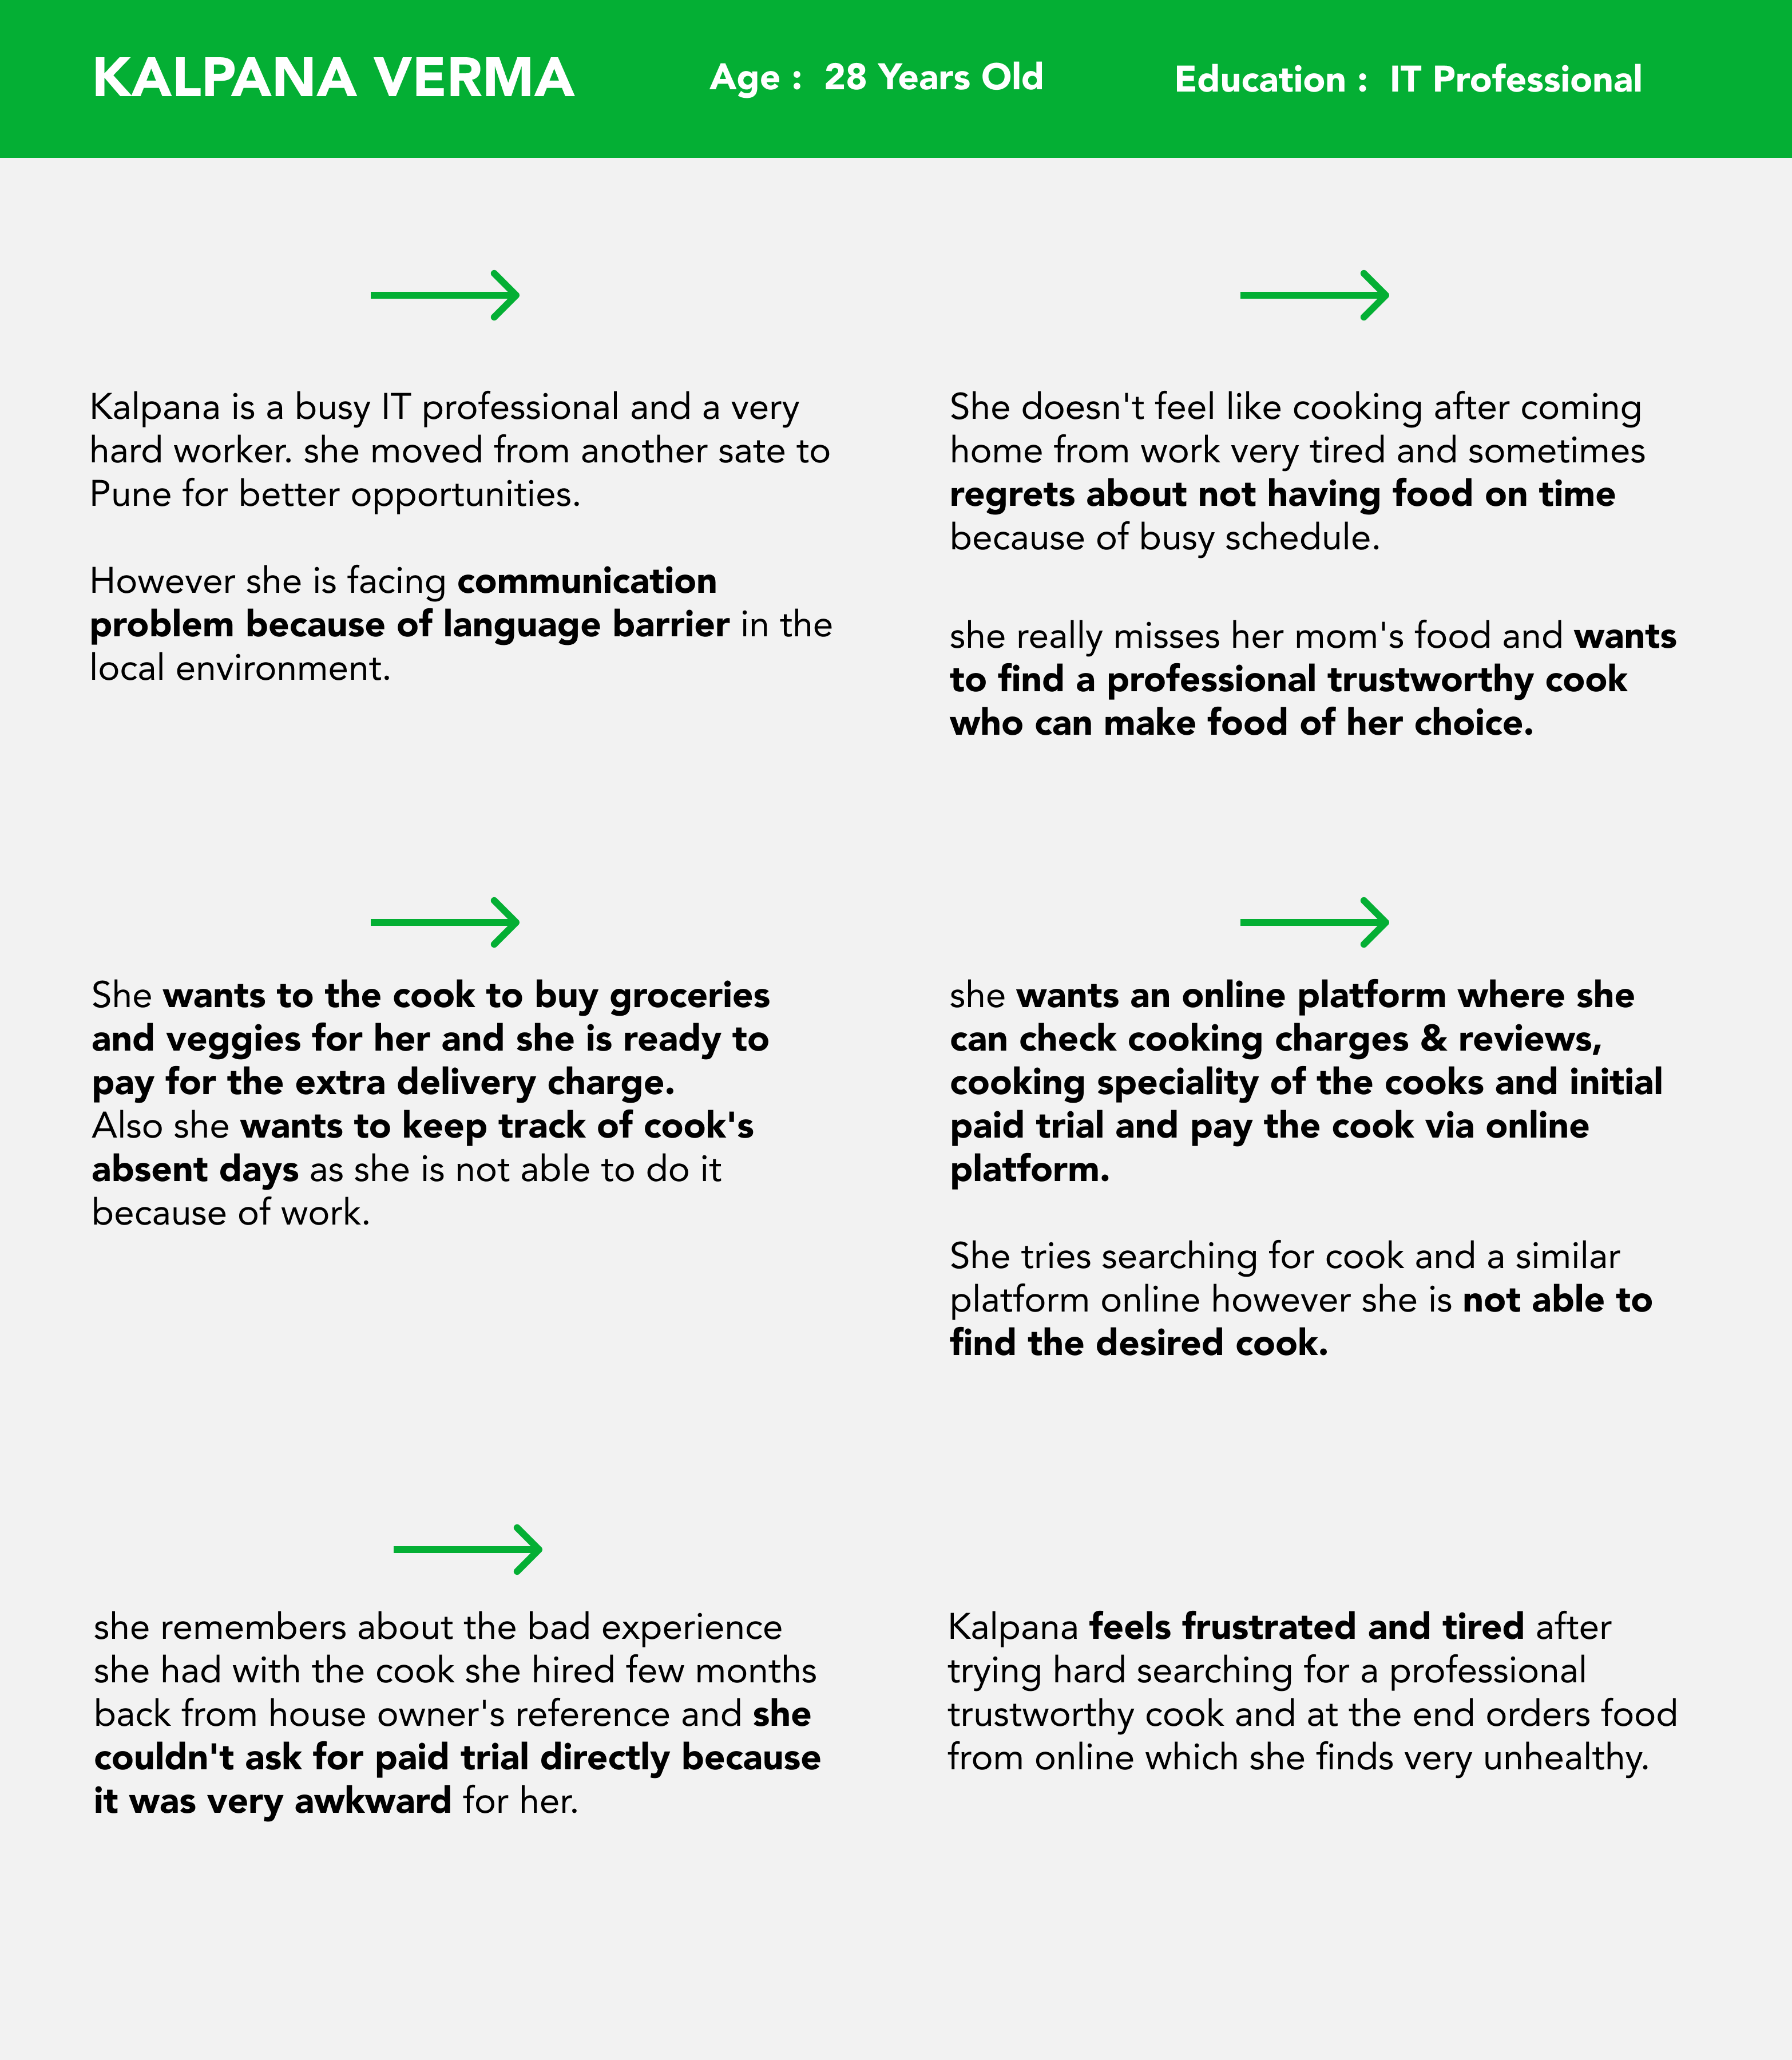 KALPANA VERMA
Age : 28 Years Old
Education : IT Professional
Kalpana is a busy IT professional and a very
hard worker. she moved from another sate to
Pune for better opportunities.
However she is facing communication
problem because of language barrier in the
local environment.
She doesn't feel like cooking after coming
home from work very tired and sometimes
regrets about not having food on time
because of busy schedule.
she really misses her mom's food and wants
to find a professional trustworthy cook
who can make food of her choice.
She wants to the cook to buy groceries
and veggies for her and she is ready to
pay for the extra delivery charge.
Also she wants to keep track of cook's
absent days as she is not able to do it
because of work.
she wants an online platform where she
can check cooking charges & reviews,
cooking speciality of the cooks and initial
paid trial and pay the cook via online
platform.
She tries searching for cook and a similar
platform online however she is not able to
find the desired cook.
she remembers about the bad experience
she had with the cook she hired few months
back from house owner's reference and she
couldn't ask for paid trial directly because
it was very awkward for her.
Kalpana feels frustrated and tired after
trying hard searching for a professional
trustworthy cook and at the end orders food
from online which she finds very unhealthy.